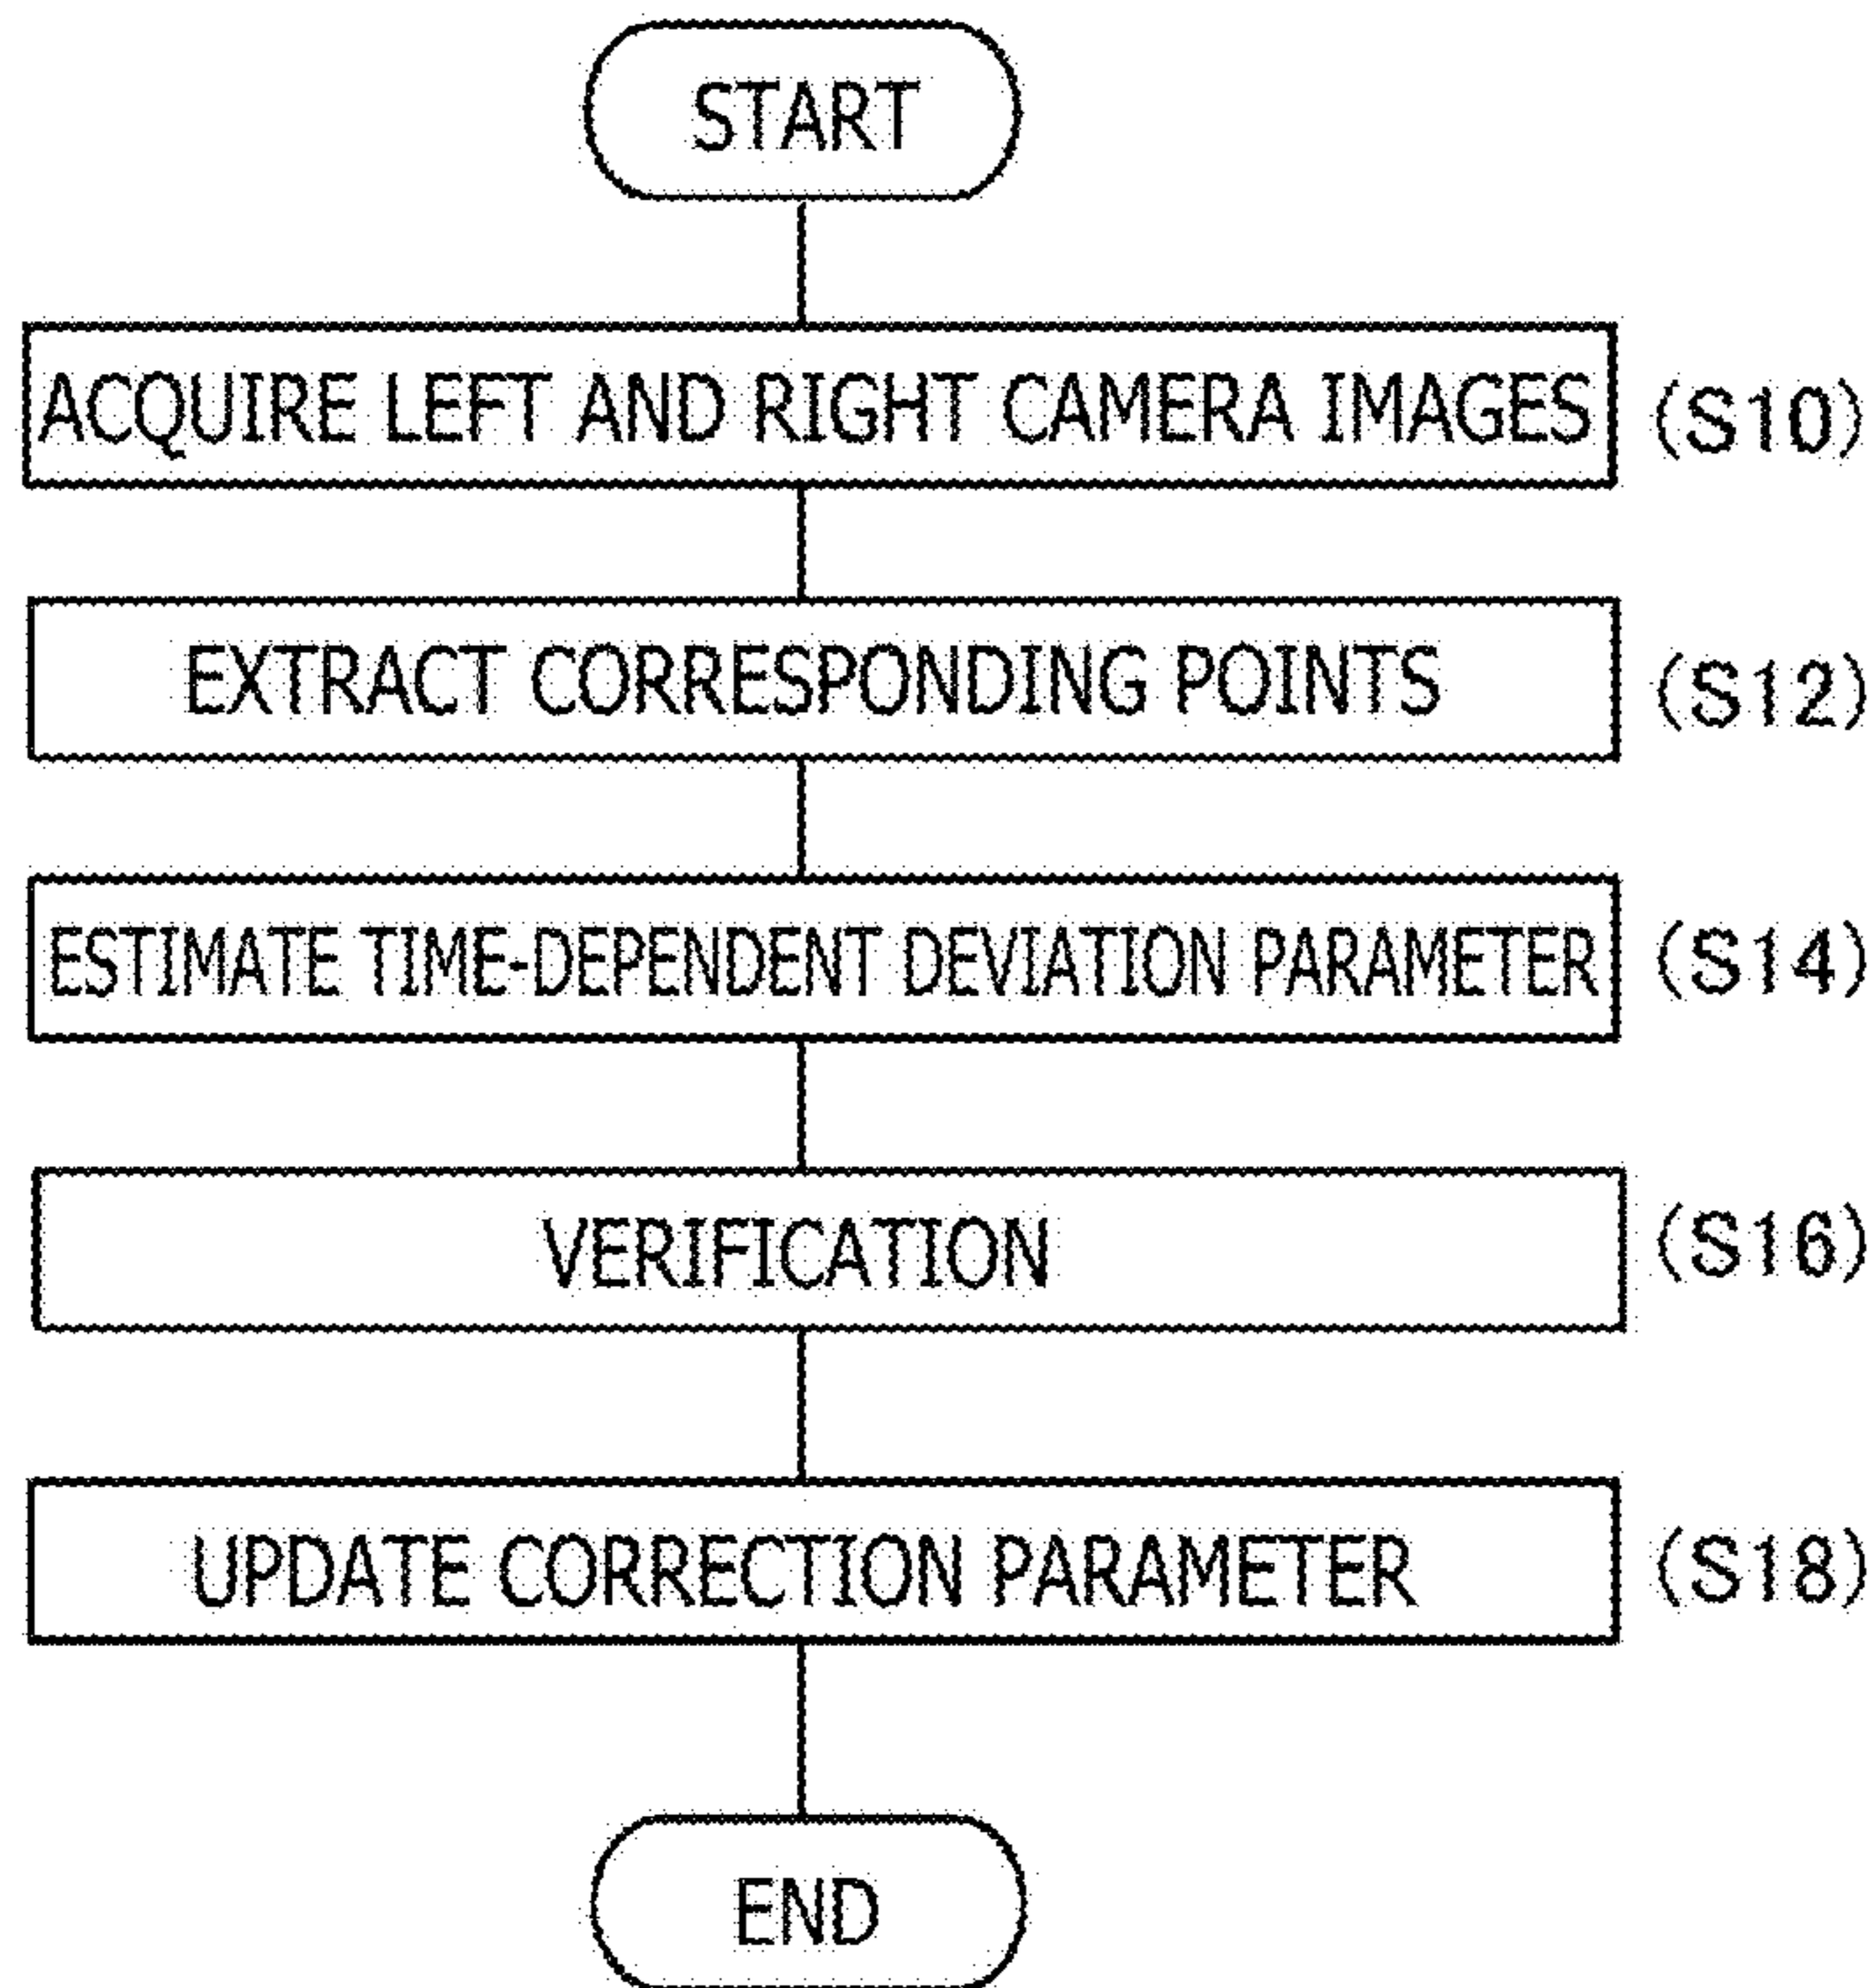 START
ACQUIRE LEFT AND RIGHT CAMERA IMAGES (S10)
EXTRACT CORRESPONDING POINTS (S12)
ESTIMATE TIME-DEPENDENT DEVIATION PARAMETER (S14)
VERIFICATION (S16)
UPDATE CORRECTION PARAMETER (S18)
END